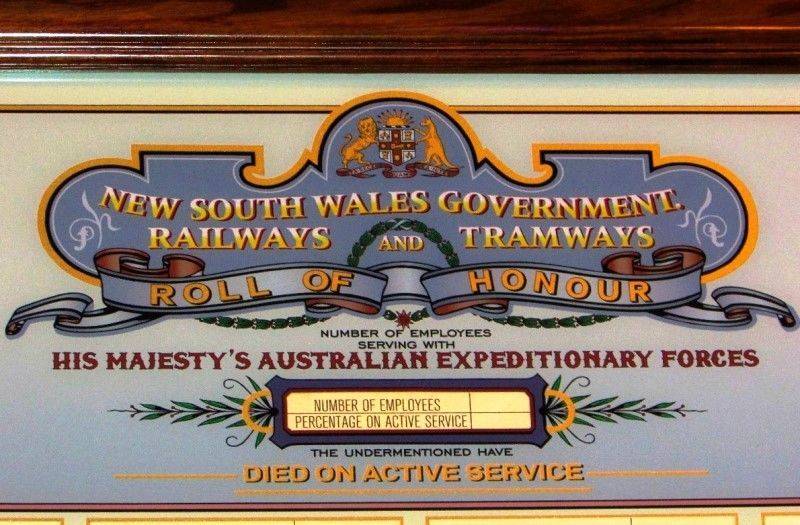 NEW SOUTH WALES GOVERNMENT.
RAILWAYS AND TRAMWAYS
ROLL OF HONOUR
NUMBER OF EMPLOYEES
SERVING WITH
HIS MAJESTY'S AUSTRALIAN EXPEDITIONARY FORCES
NUMBER OF EMPLOYEES
PERCENTAGE ON ACTIVE SERVICE
THE UNDERMENTIONED HAVE
DIED ON ACTIVE SERVICE